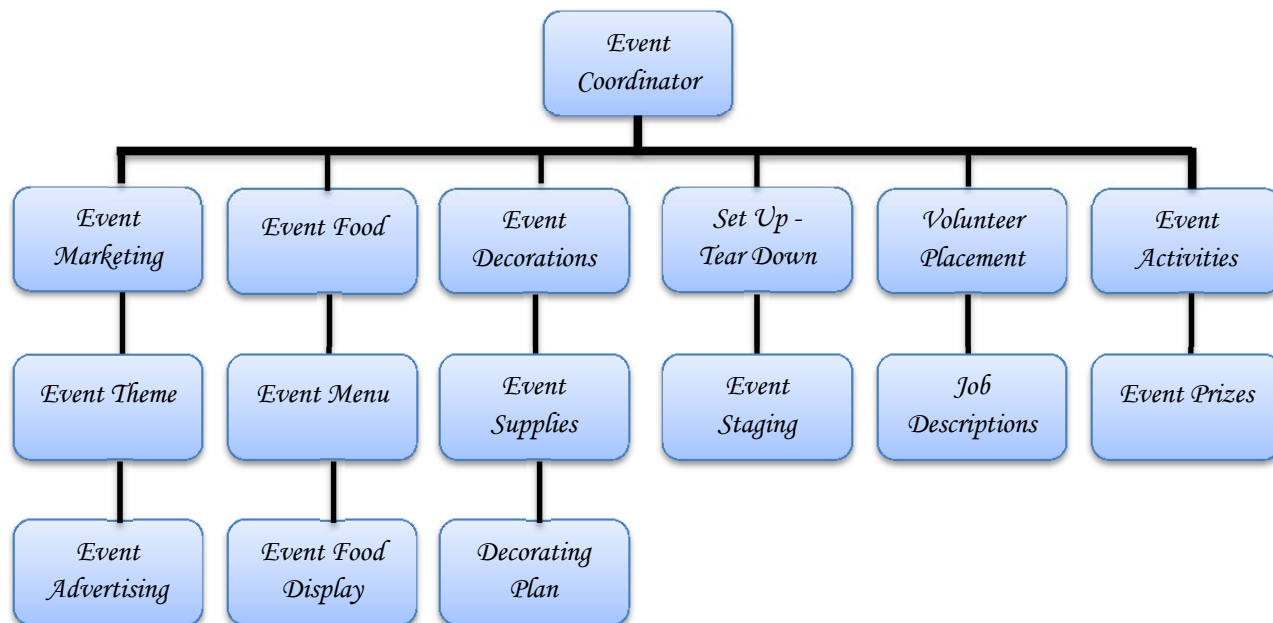 Event
Coordinator
Event
Marketing
Event Food
Event
Decorations
Set Up -
Tear Down
Volunteer
Placement
Event
Activities
Event Theme
Event Menu
Event
Supplies
Event
Staging
Job
Descriptions
Event Prizes
Event
Advertising
Event Food
Display
Decorating
Plan